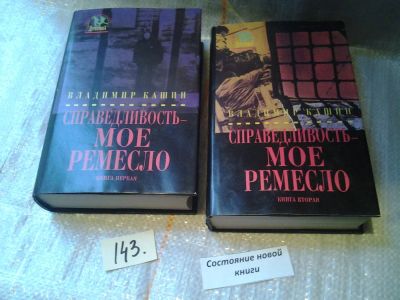 ВЛАДИМИР КАШИН
СПРАВЕДЛИВОСТЬ-
МОЕ
РЕМЕСЛО
КНИГА ПЕРВАЯ
ВЛАДИМИР КАШИН
СПРАВЕДЛИВОСТЬ-
МОЕ
РЕМЕСЛО
КНИГА ВТОРАЯ
143.
Состояние новой
книги